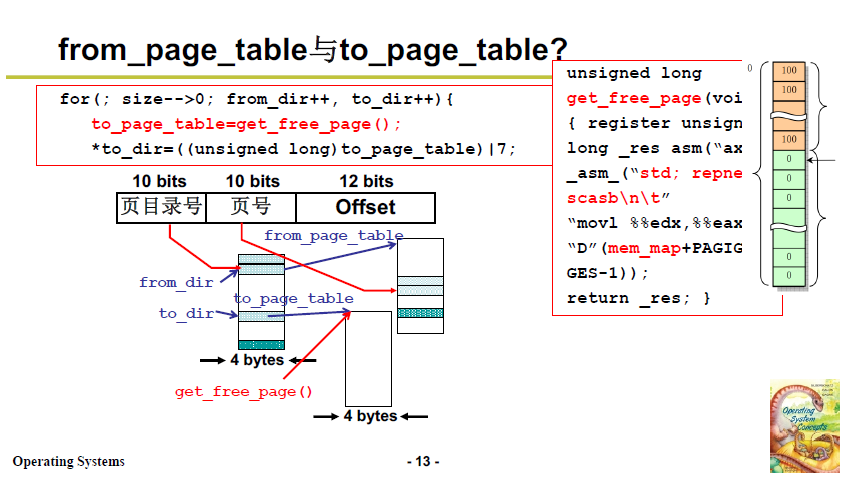 from_page_table与to_page_table?
for(; size-->0; from_dir++, to_dir++){
to_page_table=get_free_page();
*to_dir=((unsigned long)to_page_table)|7;
unsigned long
get_free_page(voi
{ register unsign
long _res asm(“ax
_asm_(“std; repne
scasb\n\t”
“movl %%edx,%%eax
“D”(mem_map+PAGIG
GES-1));
return _res; }
0
100
100
100
0
0
0
0
0
10 bits 10 bits 12 bits
页目录号 页号 Offset
from_page_table
from_dir
to_page_table
to_dir
4 bytes
get_free_page()
4 bytes
Operating
System
Concepts
Operating Systems
- 13 -